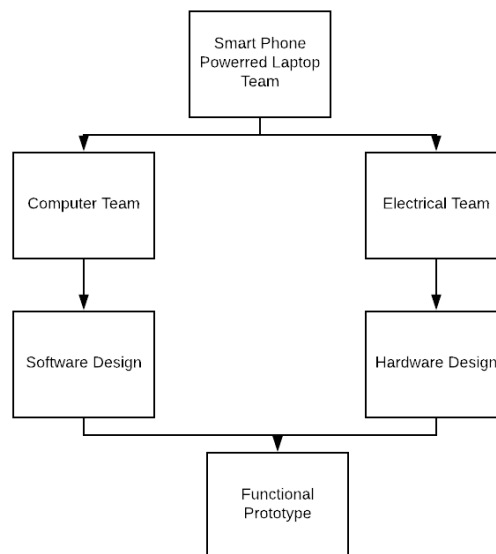 Smart Phone
Powerred Laptop
Team
Computer Team
Electrical Team
Software Design
Hardware Design
Functional
Prototype